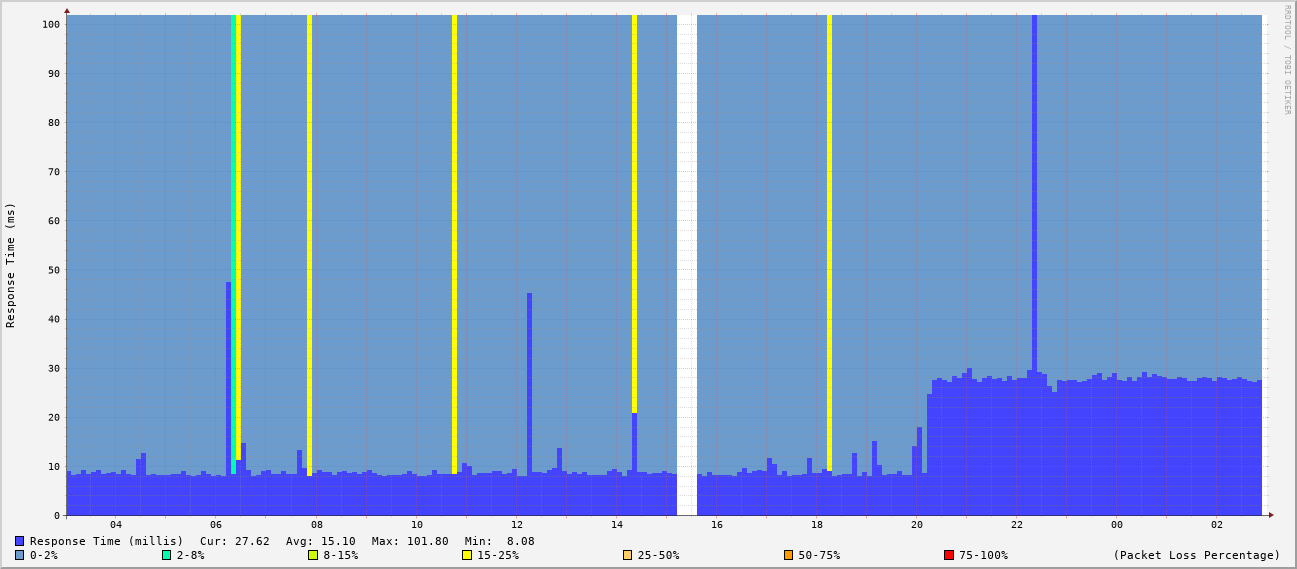 RRDTOOL / TOBI OETIKER
Response Time (ms)
100
90
80
70
60
50
40
30
20
10
0
04 06 08 10 12 14 16 18 20 22 00 02
Response Time (millis) Cur: 27.62 Avg: 15.10 Max: 101.80 Min: 8.08
0-2% 2-8% 8-15% 15-25% 25-50% 50-75% 75-100% (Packet Loss Percentage)